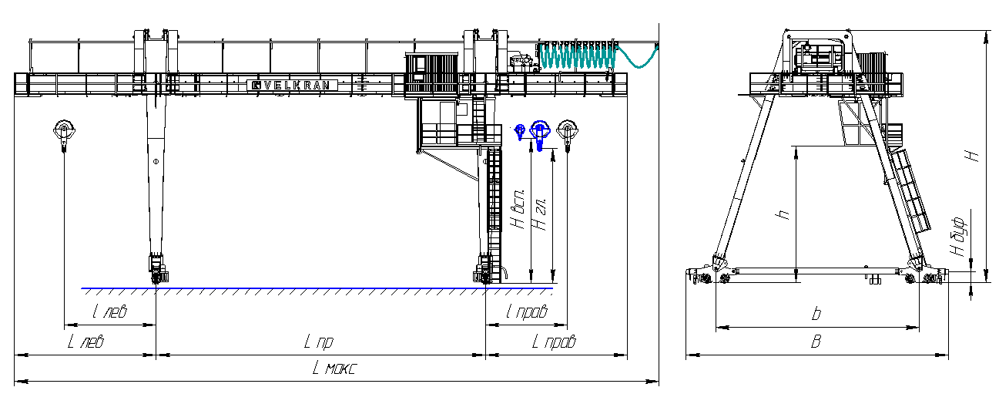 VELKRAN
H всп.
H гл.
l лев
l прав
L лев
L пр
L прав
L макс
h
H
H буф
b
B